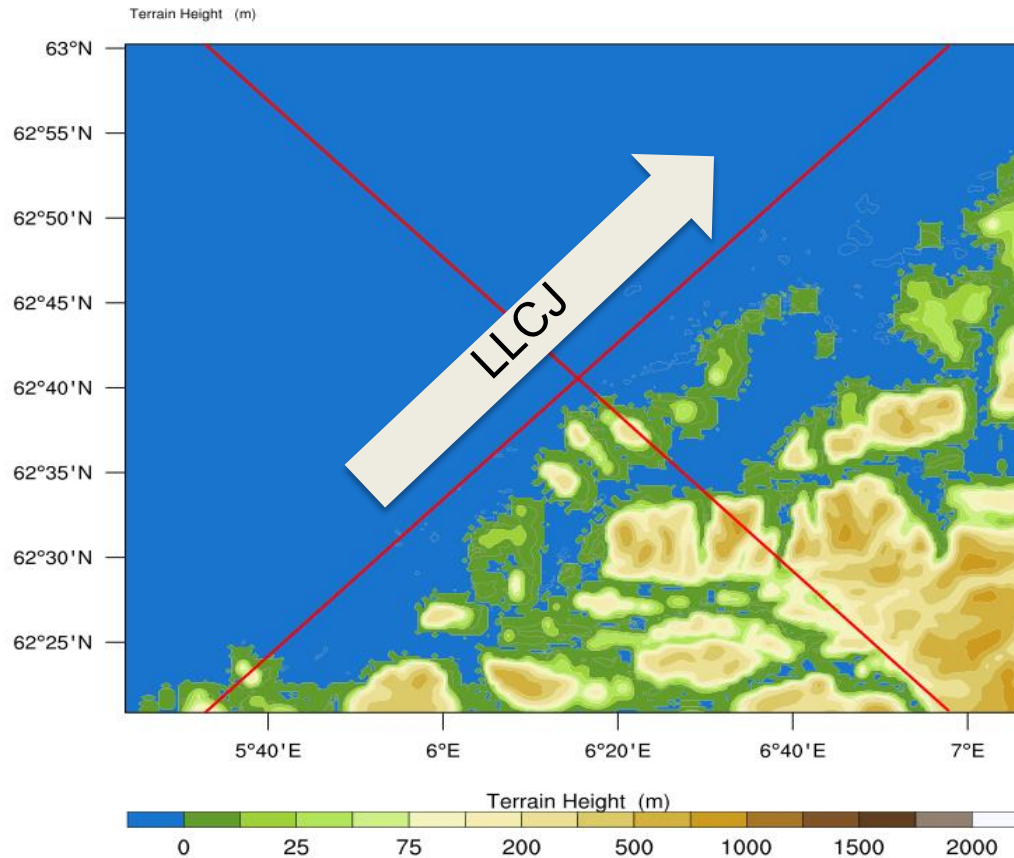 Terrain Height (m)
63°N
62°55'N
62°50'N
62°45'N
62°40'N
62°35'N
62°30'N
62°25'N
LLCJ
5°40'E 6°E 6°20'E 6°40'E 7°E
Terrain Height (m)
0 25 75 200 500 1000 1500 2000